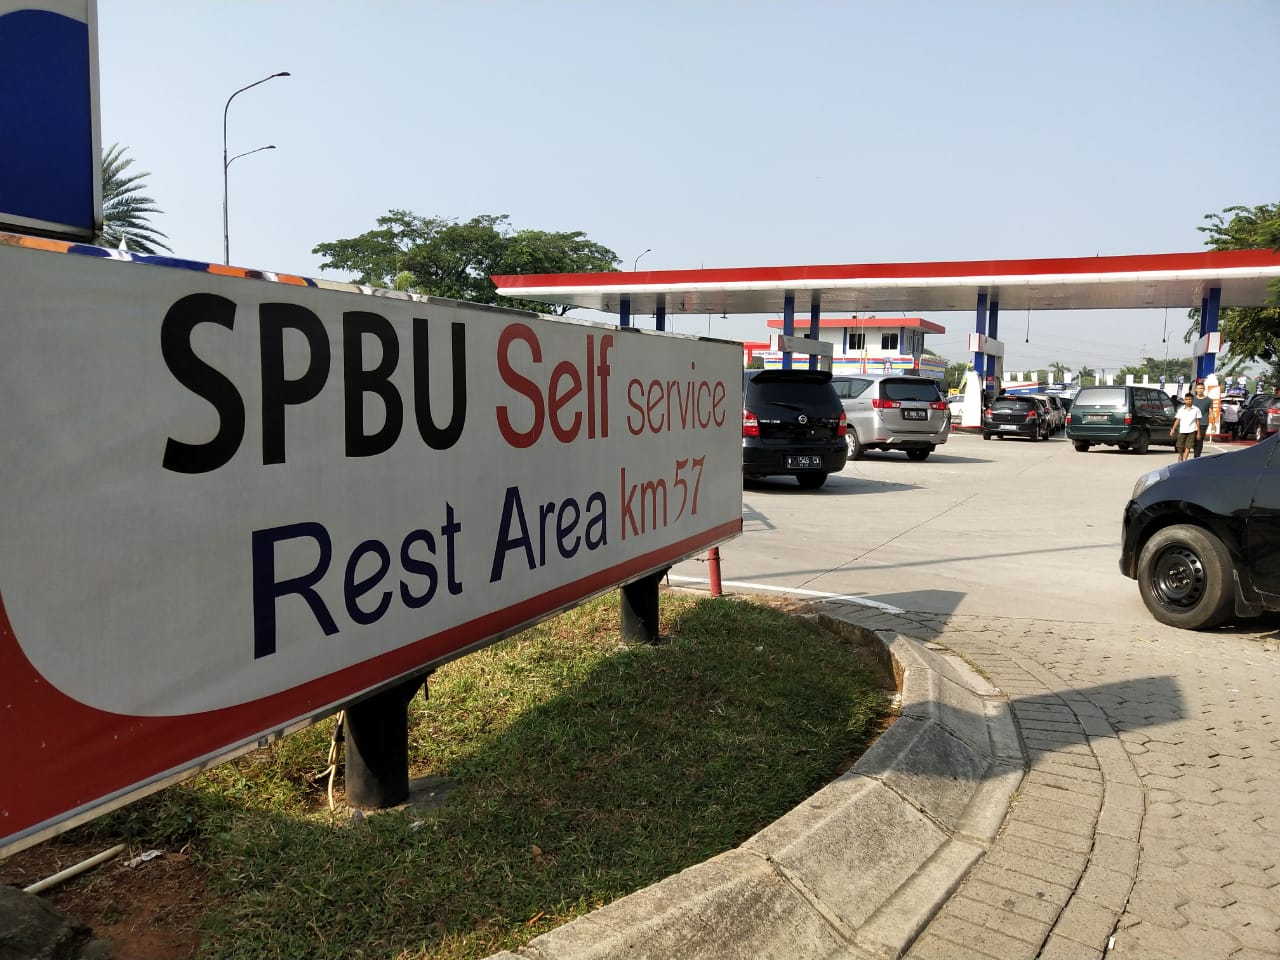 SPBU Self service
Rest Area km 57